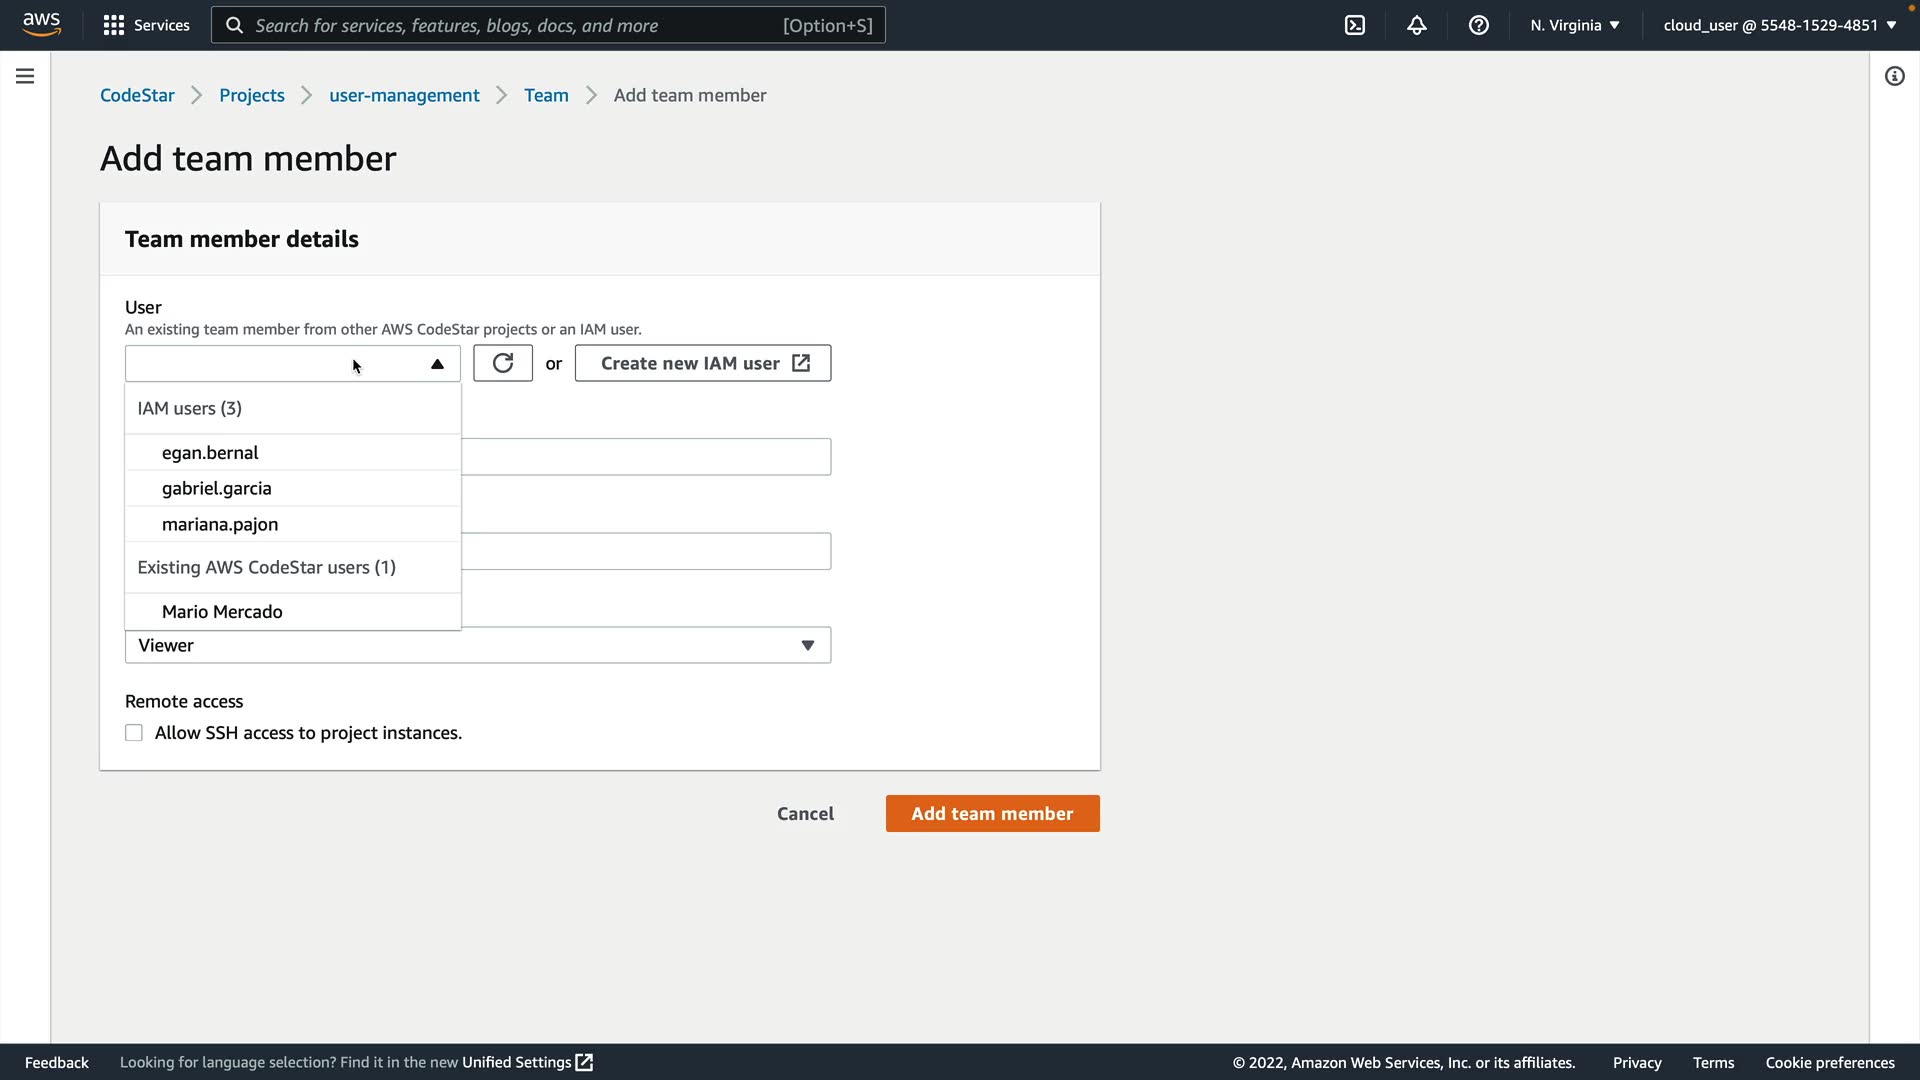 aws
Services
Search for services, features, blogs, docs, and more
[Option+S]
N. Virginia
cloud_user @ 5548-1529-4851
CodeStar
Projects
user-management
Team
Add team member
Add team member
Team member details
User
An existing team member from other AWS CodeStar projects or an IAM user.
or
Create new IAM user
IAM users (3)
egan.bernal
gabriel.garcia
mariana.pajon
Existing AWS CodeStar users (1)
Mario Mercado
Viewer
Remote access
Allow SSH access to project instances.
Cancel
Add team member
Feedback
Looking for language selection? Find it in the new Unified Settings
© 2022, Amazon Web Services, Inc. or its affiliates.
Privacy
Terms
Cookie preferences